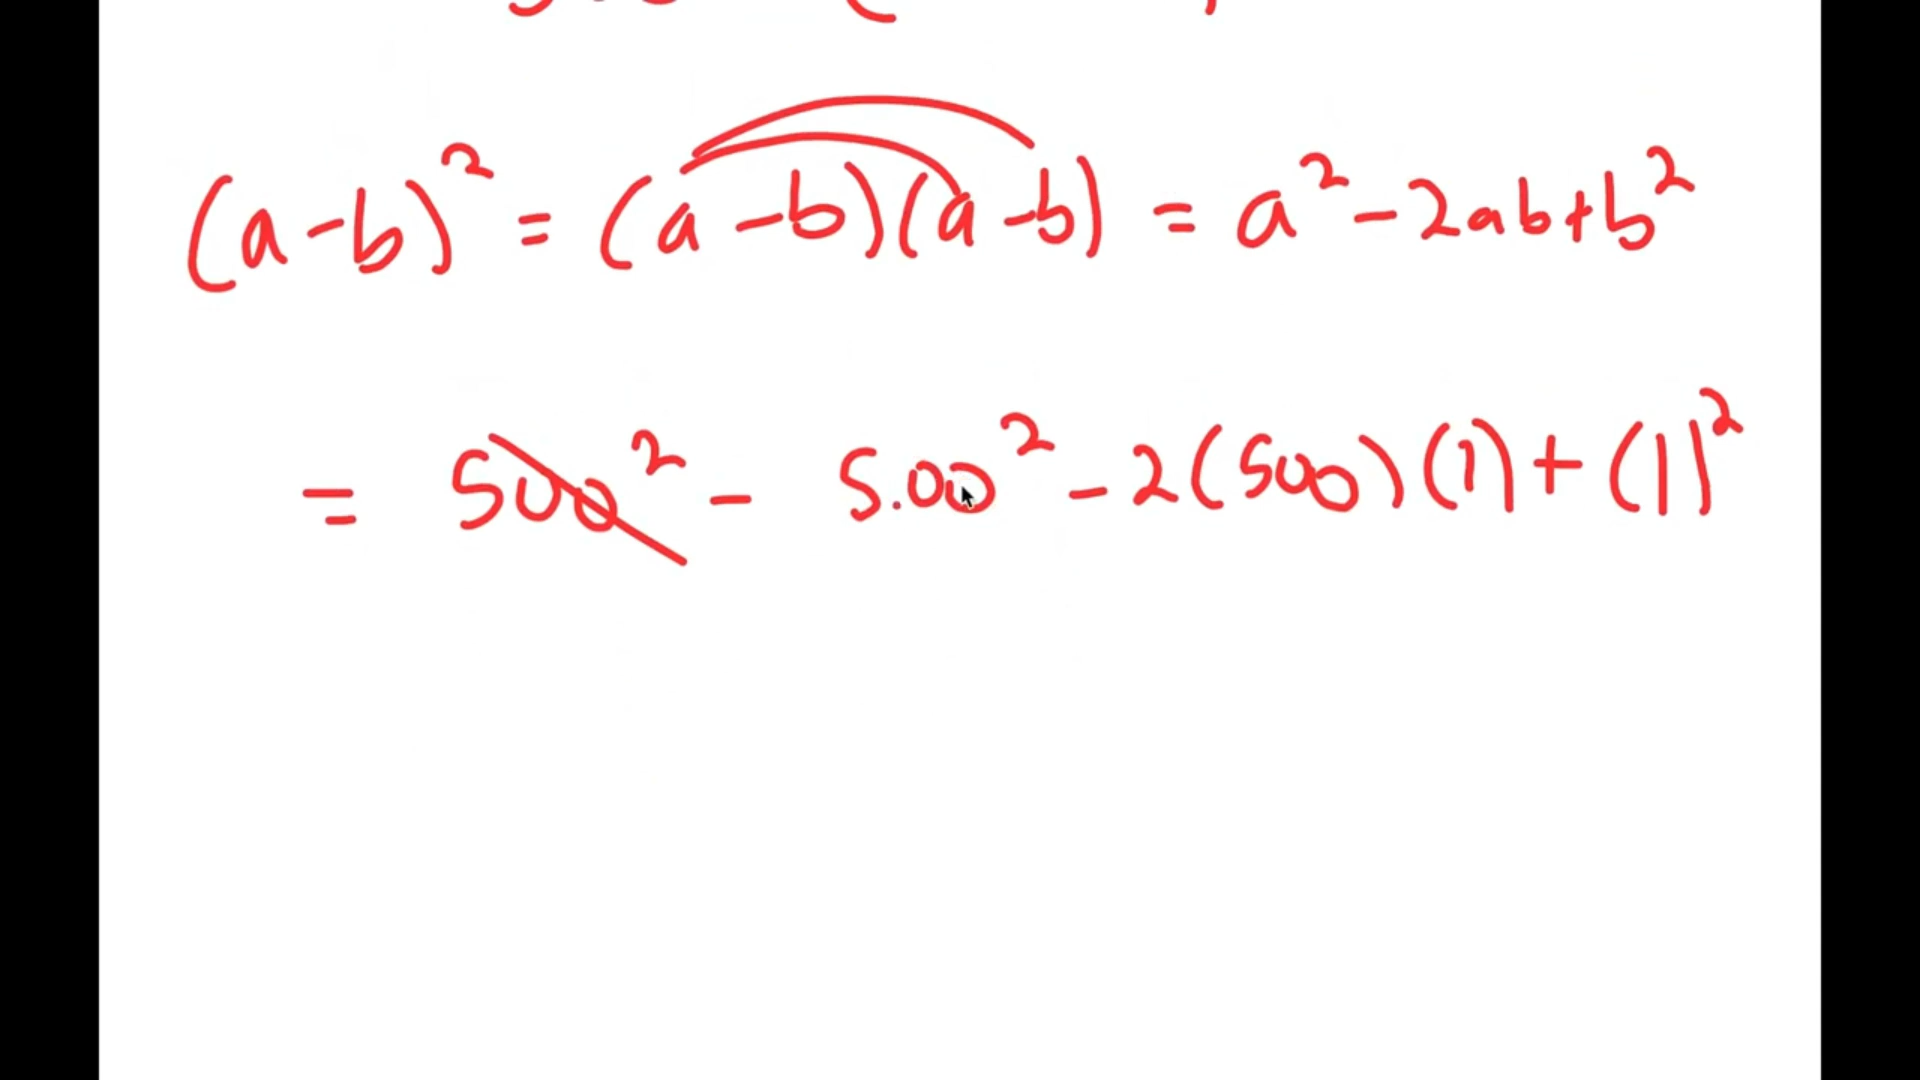 (a-b)² = (a-b)(a-b) = a²-2ab+b²
= 500² - 5.00² - 2(500)(1) + (1)²